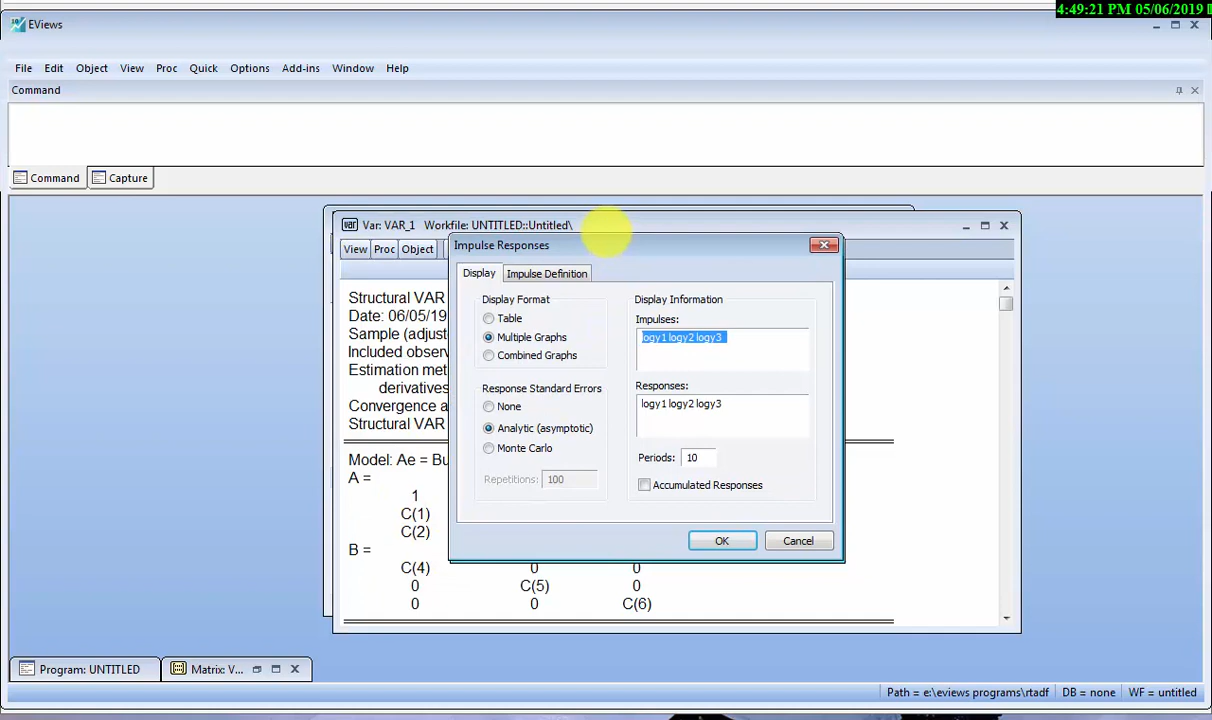 4:49:21 PM 05/06/2019
EViews
File Edit Object View Proc Quick Options Add-ins Window Help
Command
Command Capture
Var: VAR_1 Workfile: UNTITLED::Untitled\
View Proc Object
Structural VAR
Date: 06/05/19
Sample (adjust
Included observ
Estimation met
derivatives
Convergence a
Structural VAR
Model: Ae = Bu
A =
1
C(1)
C(2)
B =
C(4) 0 0
0 C(5) 0
0 0 C(6)
Impulse Responses
Display Impulse Definition
Display Format
Table
Multiple Graphs
Combined Graphs
Response Standard Errors
None
Analytic (asymptotic)
Monte Carlo
Repetitions: 100
Display Information
Impulses:
logy1 logy2 logy3
Responses:
logy1 logy2 logy3
Periods: 10
Accumulated Responses
OK Cancel
Program: UNTITLED Matrix: V...
Path = e:\eviews programs\rtadf DB = none WF = untitled